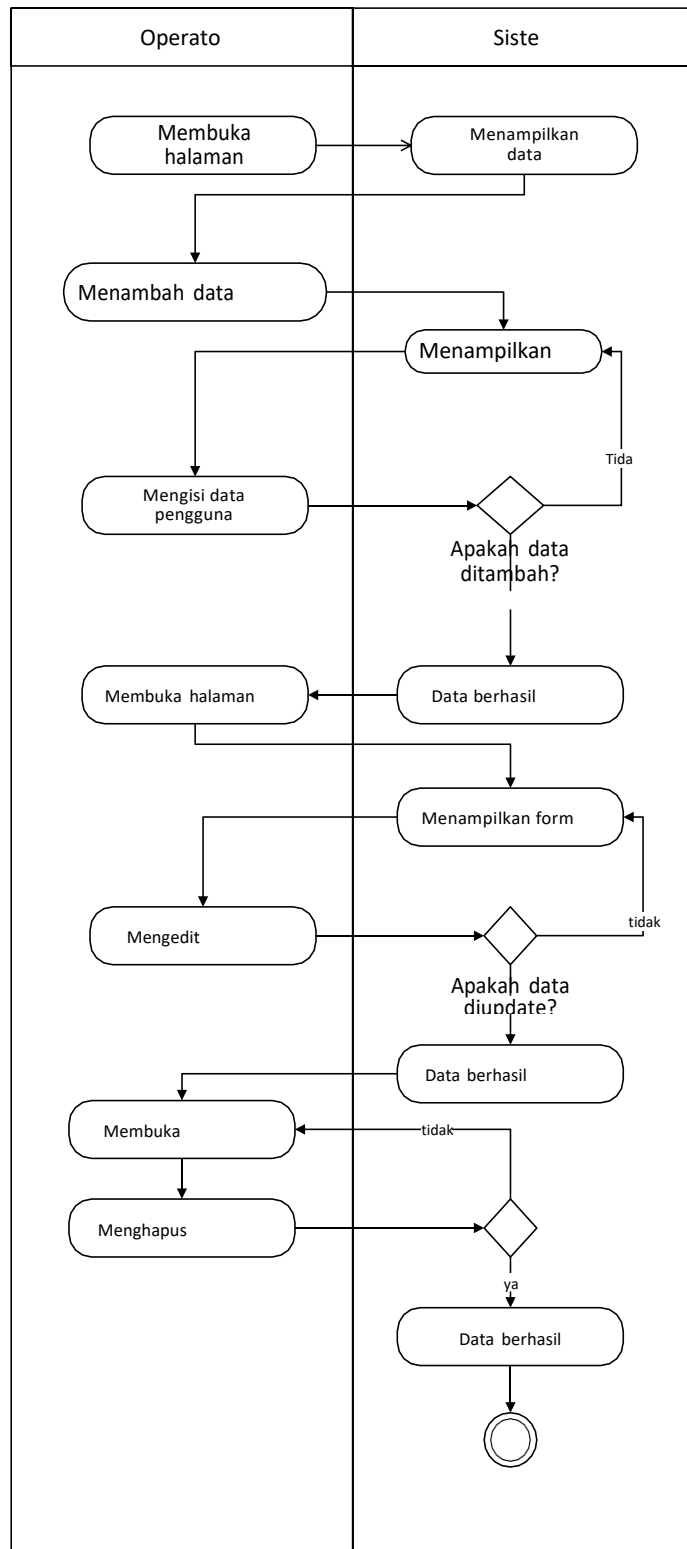 Operato
Siste
Membuka
halaman
Menampilkan
data
Menambah data
Menampilkan
Tida
Mengisi data
pengguna
Apakah data
ditambah?
Membuka halaman
Data berhasil
Menampilkan form
tidak
Mengedit
Apakah data
diupdate?
Data berhasil
Membuka
tidak
Menghapus
ya
Data berhasil